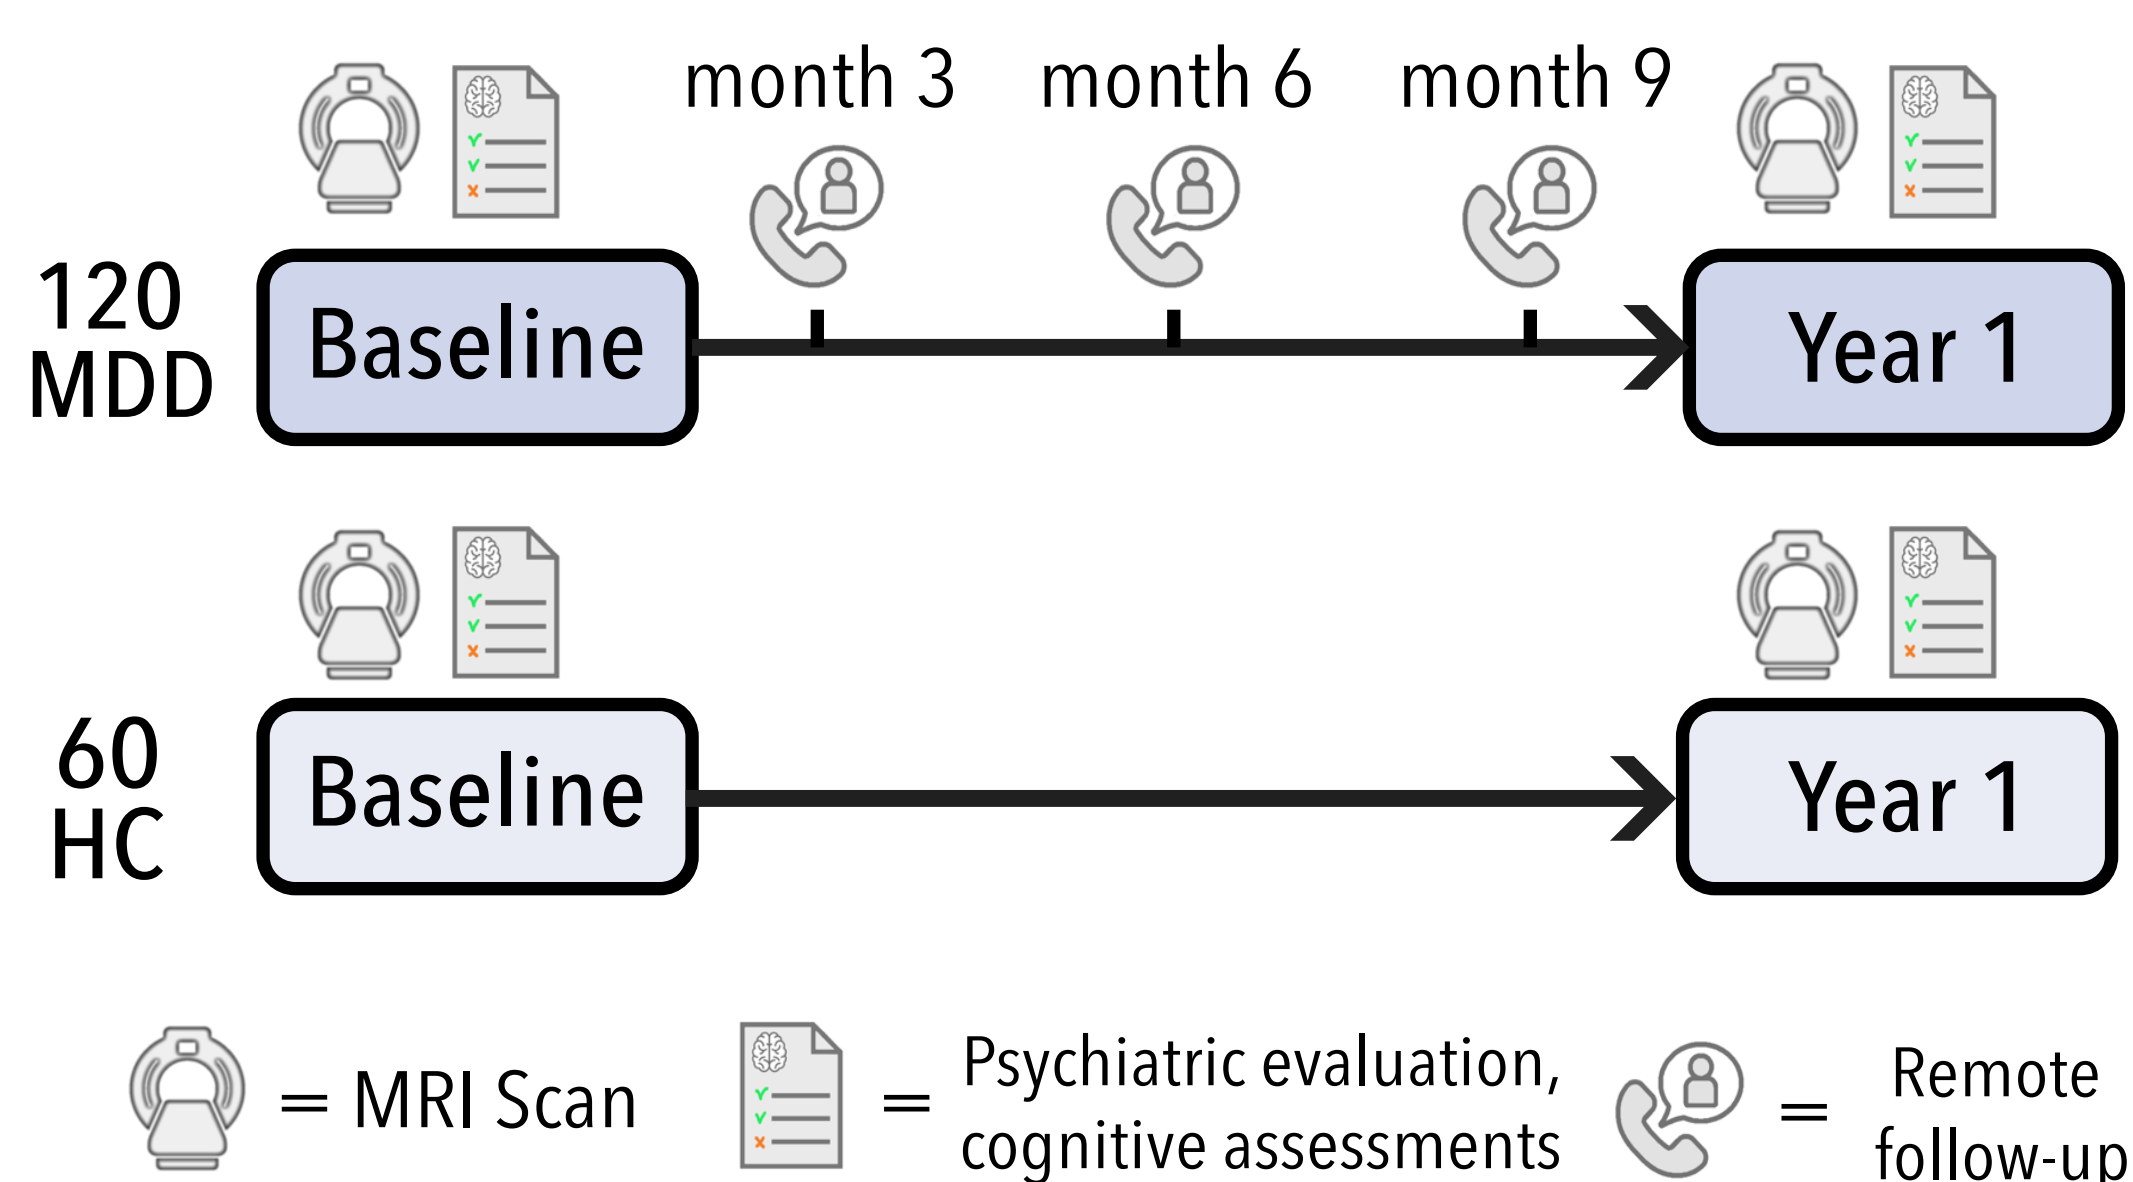 month 3
month 6
month 9
120
MDD
Baseline
Year 1
60
HC
Baseline
Year 1
= MRI Scan
= Psychiatric evaluation,
cognitive assessments
= Remote
follow-up